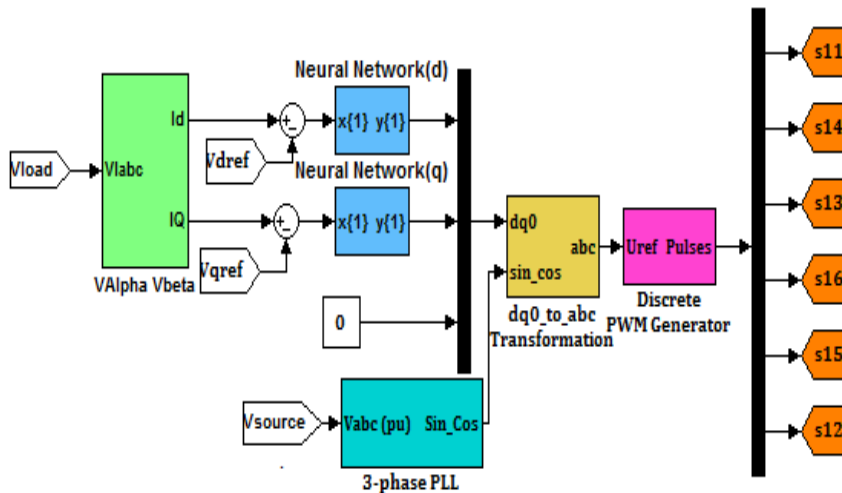 Neural Network(d)
Id
+
-
x{1} y{1}
Vload
Vlabc
Vdref
Neural Network(q)
IQ
+
-
x{1} y{1}
Vqref
VAlpha Vbeta
0
dq0
abc
sin_cos
dq0_to_abc
Transformation
Uref Pulses
Discrete
PWM Generator
Vsource
Vabc (pu) Sin_Cos
3-phase PLL
s11
s14
s13
s16
s15
s12